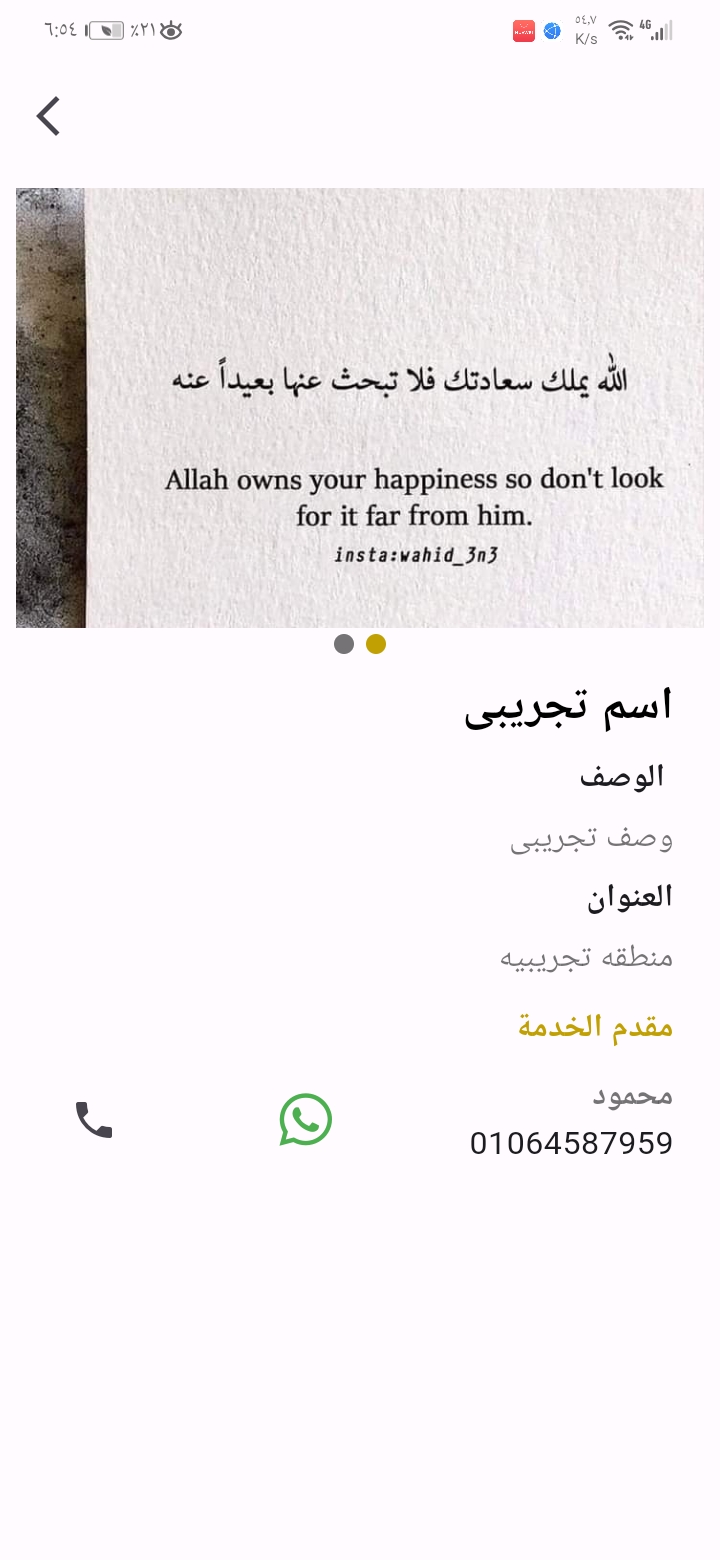 ٦:٥٤ ٪٢١ ٥٤,٧ K/s 4G
HUAWEI
الله يملك سعادتك فلا تبحث عنها بعيداً عنه
Allah owns your happiness so don't look
for it far from him.
insta:wahid_3n3
اسم تجريبى
الوصف
وصف تجريبى
العنوان
منطقه تجريبيه
مقدم الخدمة
محمود
01064587959